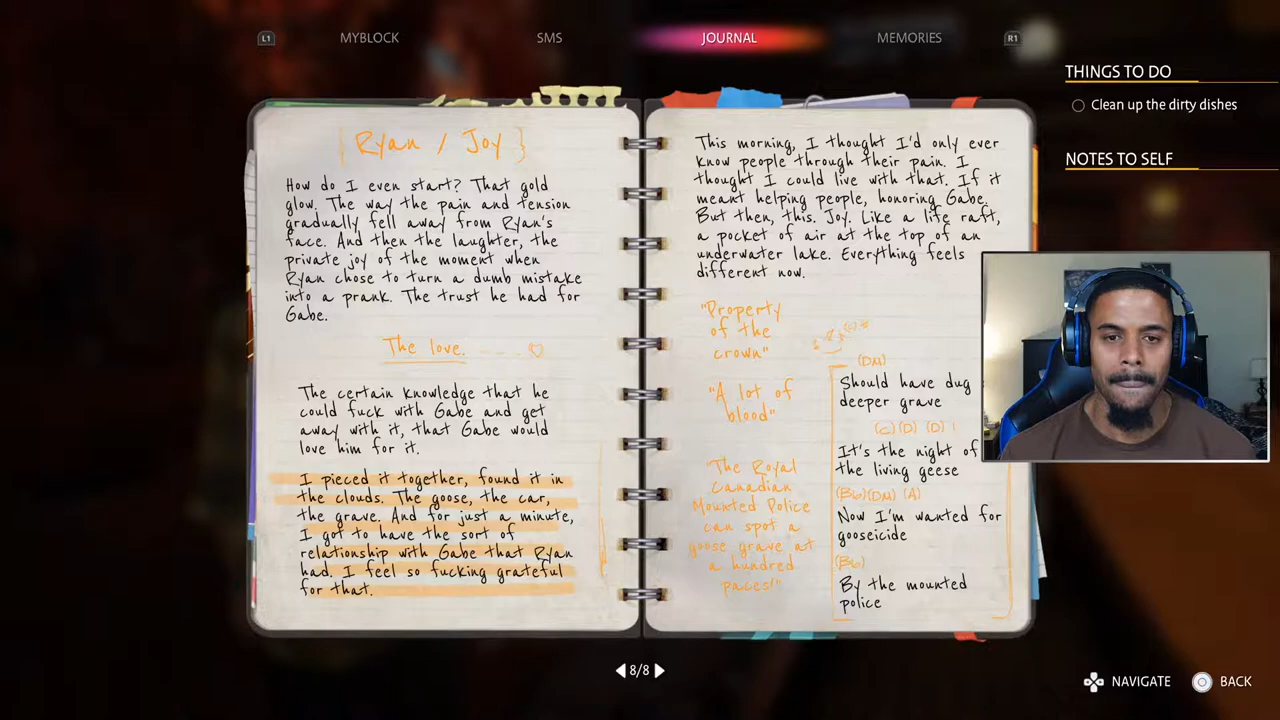 L1
MYBLOCK
SMS
JOURNAL
MEMORIES
R1
THINGS TO DO
Clean up the dirty dishes
NOTES TO SELF
{ Ryan / Joy }
How do I even start? That gold
glow. The way the pain and tension
gradually fell away from Ryan's
face. And then the laughter, the
private joy of the moment when
Ryan chose to turn a dumb mistake
into a prank. The trust he had for
Gabe.
The love. .... ♡
The certain knowledge that he
could fuck with Gabe and get
away with it, that Gabe would
love him for it.
I pieced it together, found it in
the clouds. The goose, the car,
the grave. And for just a minute,
I got to have the sort of
relationship with Gabe that Ryan
had. I feel so fucking grateful
for that.
This morning, I thought I'd only ever
know people through their pain. I
thought I could live with that. If it
meant helping people, honoring Gabe.
But then, this. Joy. Like a life raft,
a pocket of air at the top of an
underwater lake. Everything feels
different now.
"Property
of the
crown"
"A lot of
blood"
"The Royal
Canadian
Mounted Police
can spot a
goose grave at
a hundred
paces!"
(DM)
Should have dug
deeper grave
(C) (D) (D)
It's the night of
the living geese
(Bb) (DM) (A)
Now I'm wanted for
gooseicide
(Bb)
By the mounted
police
8/8
NAVIGATE
BACK